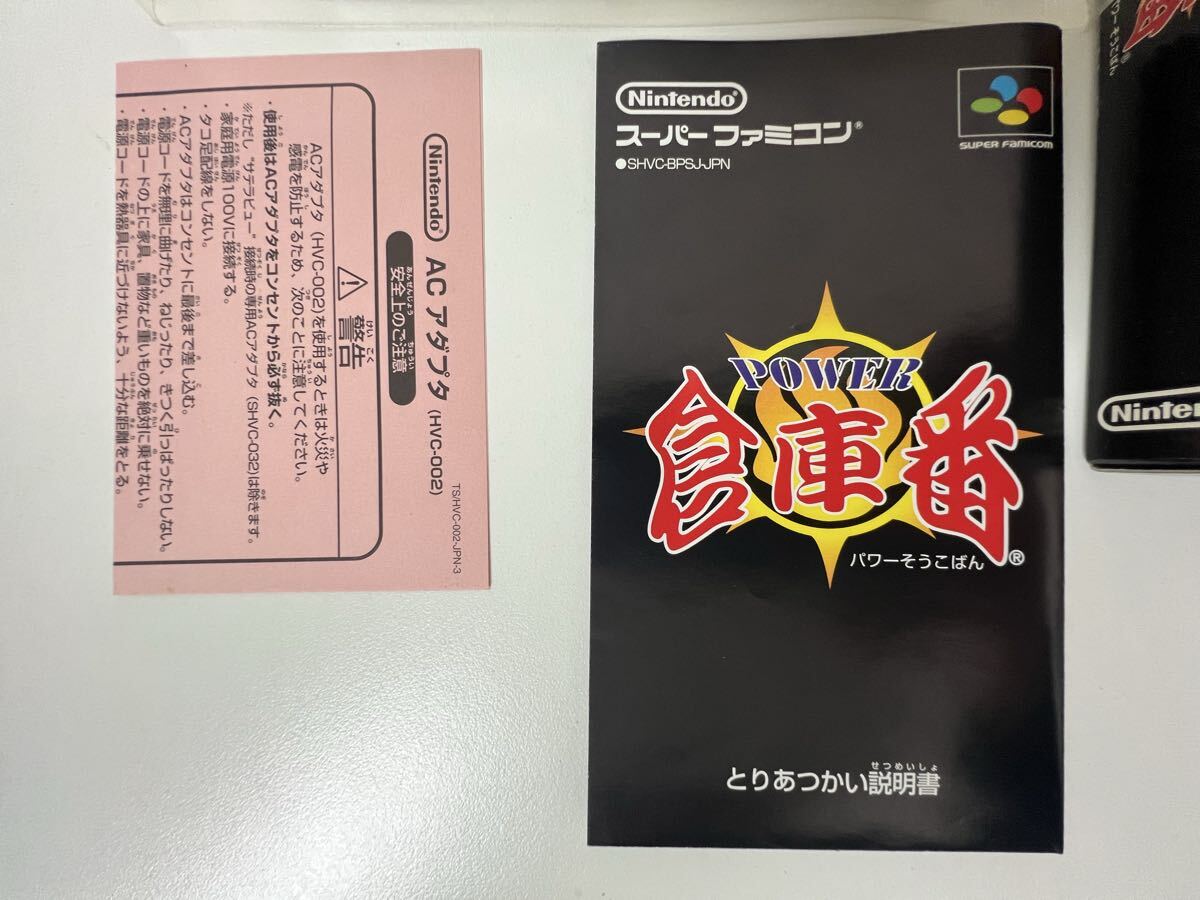 Nintendo
AC アダプタ (HVC-002)
TS/HVC-002-JPN-3
安全上のご注意
警告
ACアダプタ (HVC-002)を使用するときは火災や
感電を防止するため、次のことに注意してください。
・使用後はACアダプタをコンセントから必ず抜く。
※ただし"サテラビュー"接続時の専用ACアダプタ (SHVC-032)は除きます。
・家庭用電源100Vに接続する。
・タコ足配線をしない。
・ACアダプタはコンセントに最後まで差し込む。
・電源コードを無理に曲げたり、ねじったり、きつく引っぱったりしない。
・電源コードの上に家具、置物など重いものを絶対に乗せない。
・電源コードを熱器具に近づけないよう、十分な距離をとる。
Nintendo
スーパーファミコン®
●SHVC-BPSJ-JPN
SUPER FAMICOM
POWER
倉庫番®
パワーそうこばん
とりあつかい説明書
せつめいしょ
そうこばん
Ninten